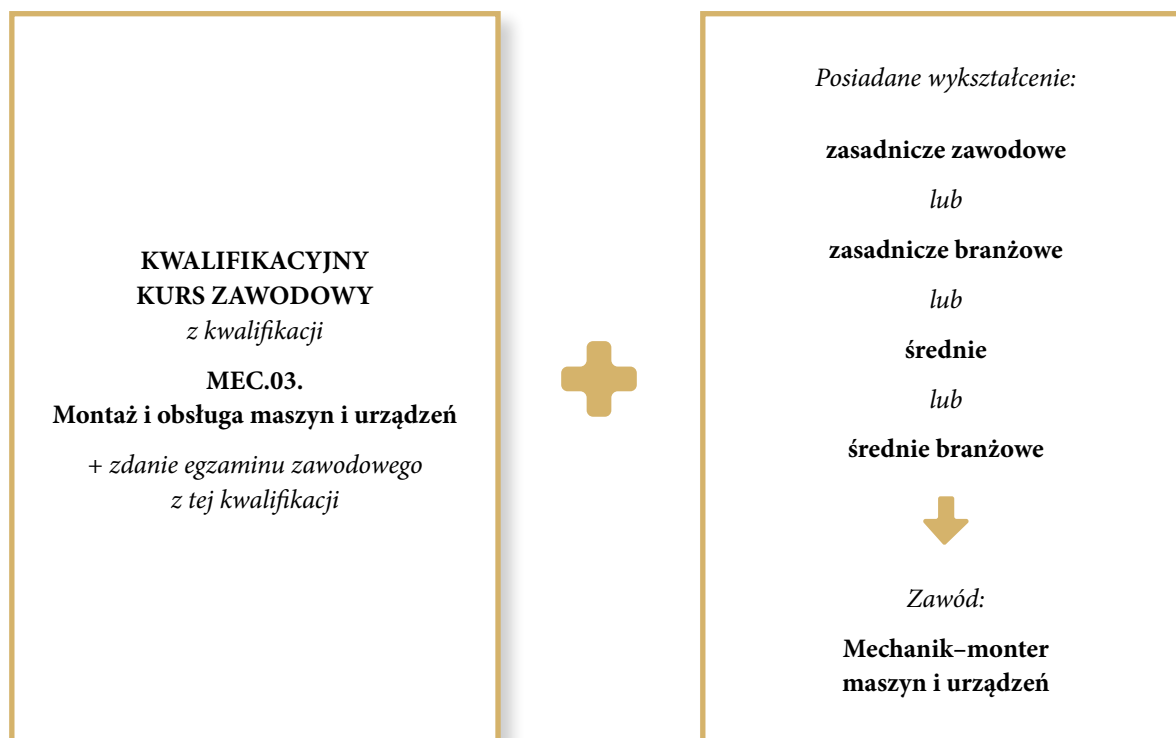 KWALIFIKACYJNY
KURS ZAWODOWY
z kwalifikacji
MEC.03.
Montaż i obsługa maszyn i urządzeń
+ zdanie egzaminu zawodowego
z tej kwalifikacji
Posiadane wykształcenie:
zasadnicze zawodowe
lub
zasadnicze branżowe
lub
średnie
lub
średnie branżowe
Zawód:
Mechanik–monter
maszyn i urządzeń